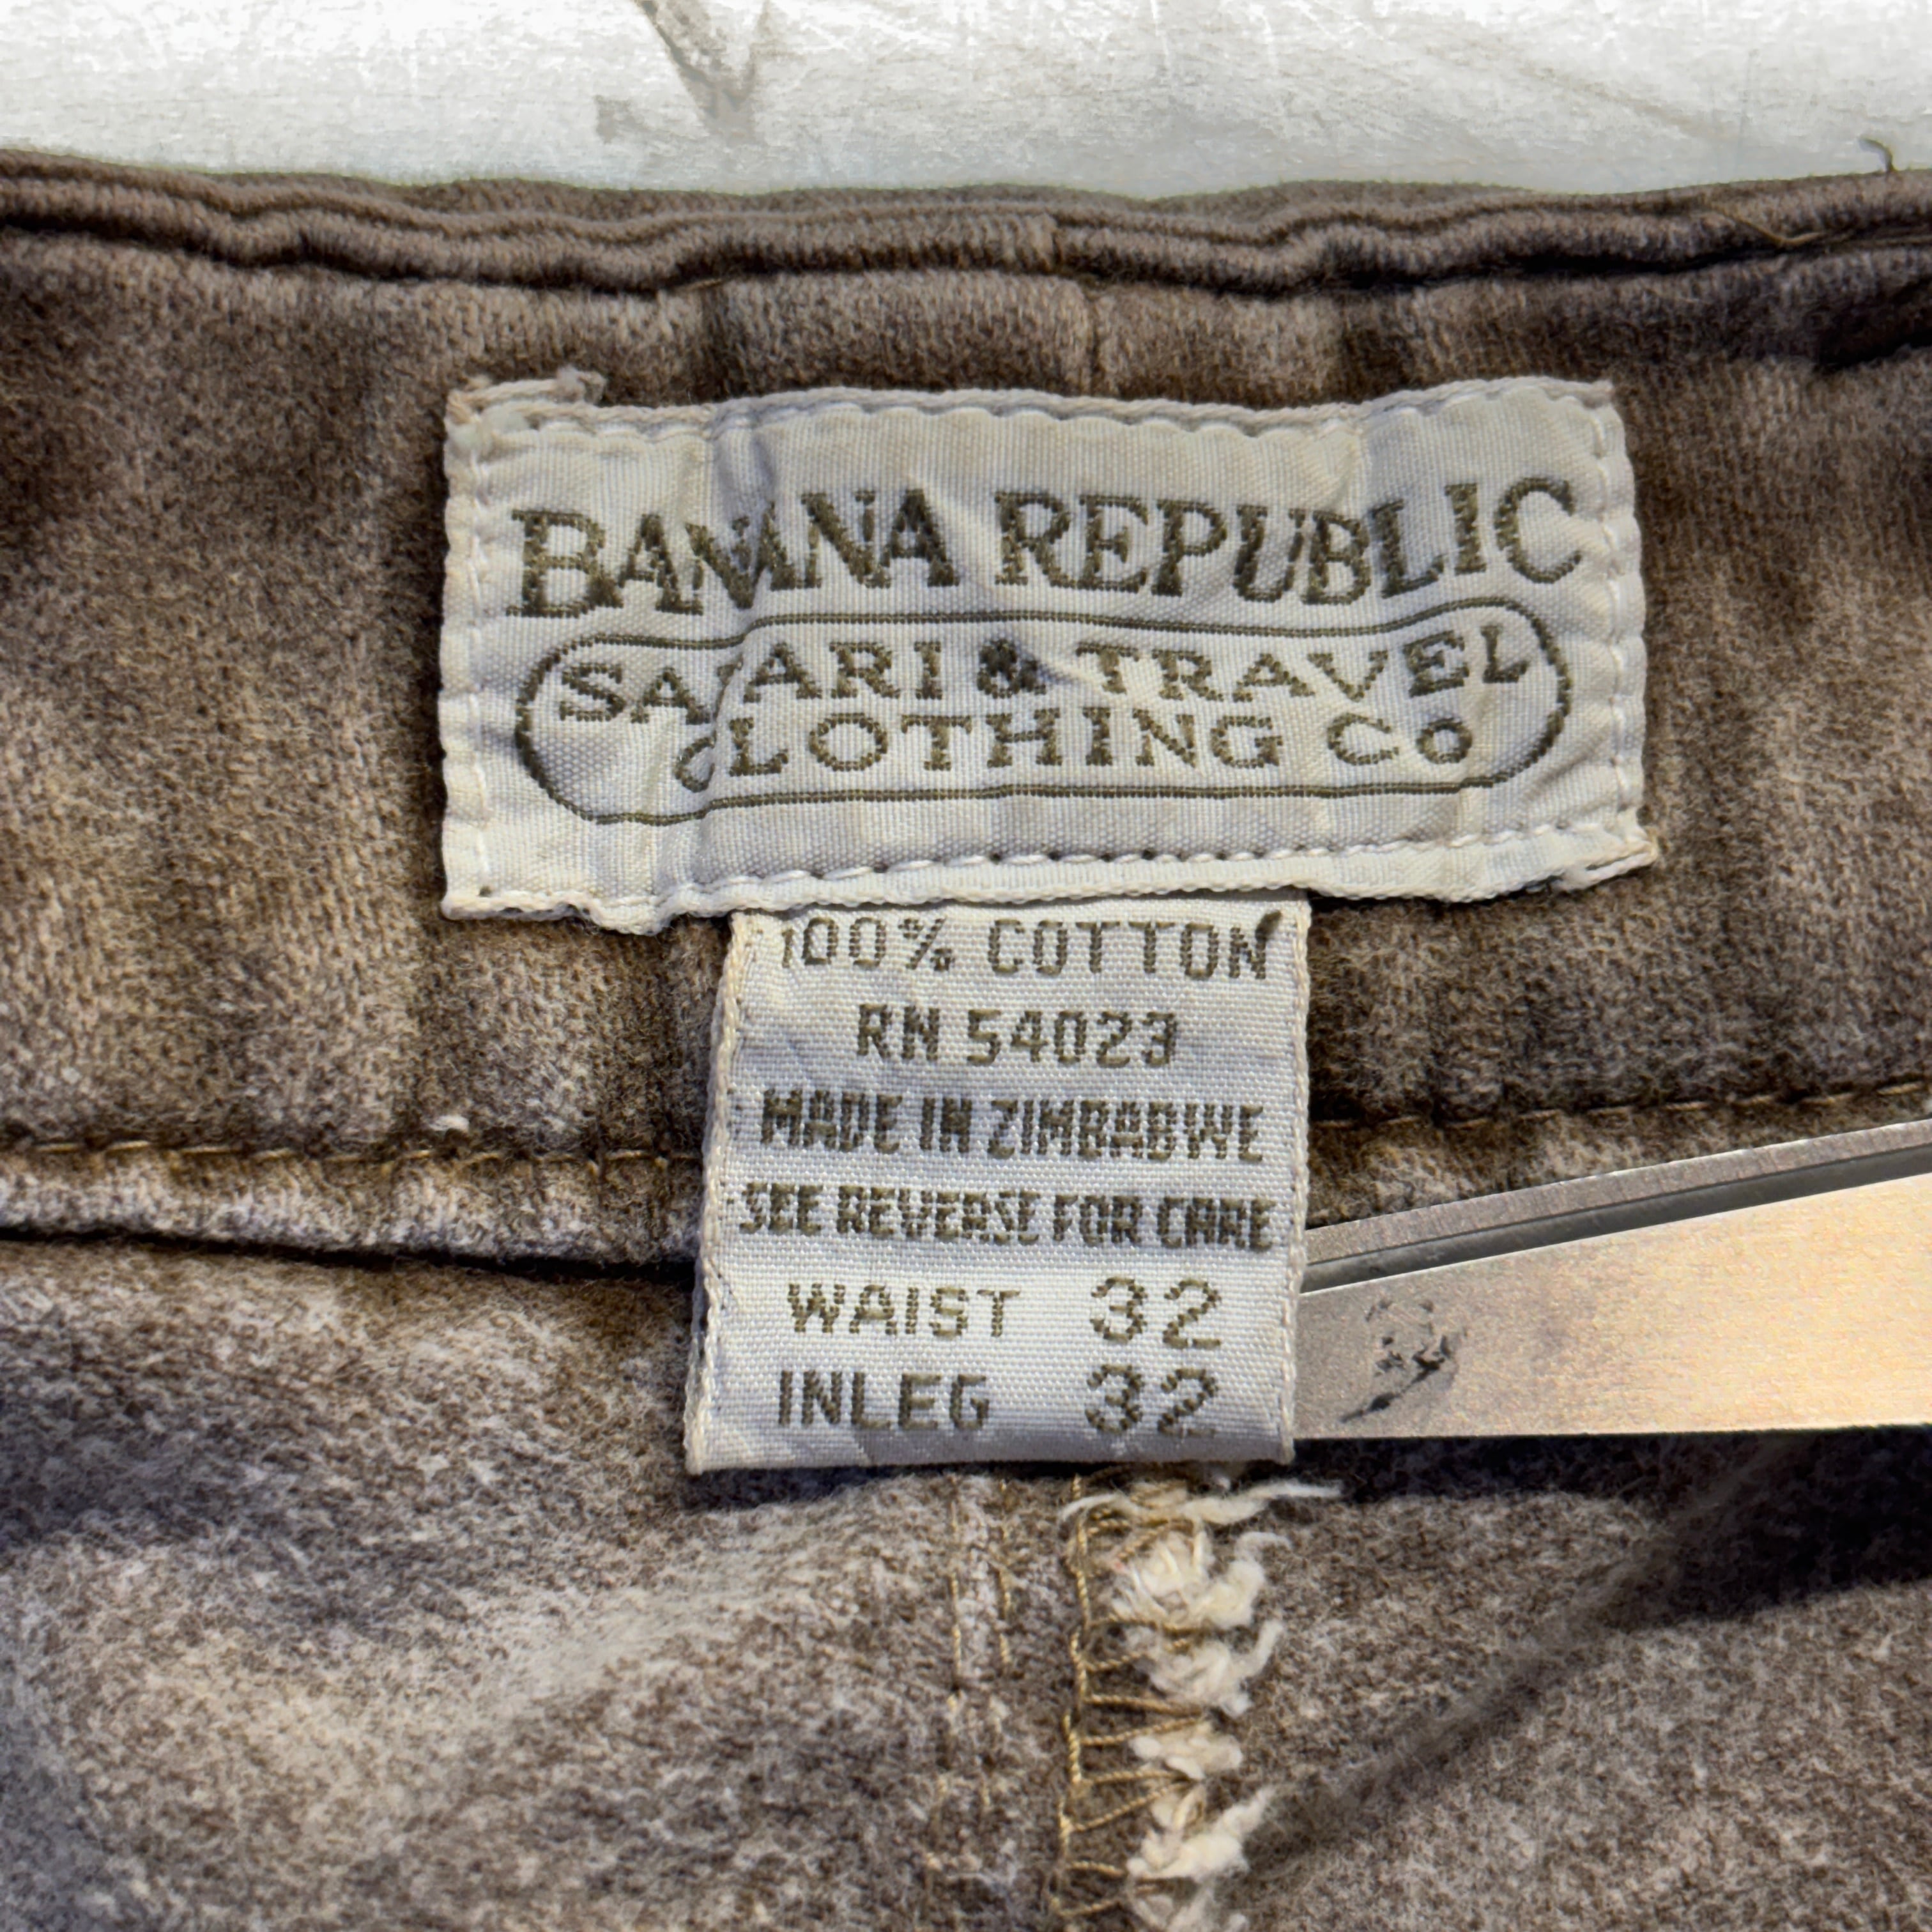 BANANA REPUBLIC
SAFARI & TRAVEL
CLOTHING CO
100% COTTON
RN 54023
MADE IN ZIMBABWE
SEE REVERSE FOR CARE
WAIST 32
INLEG 32